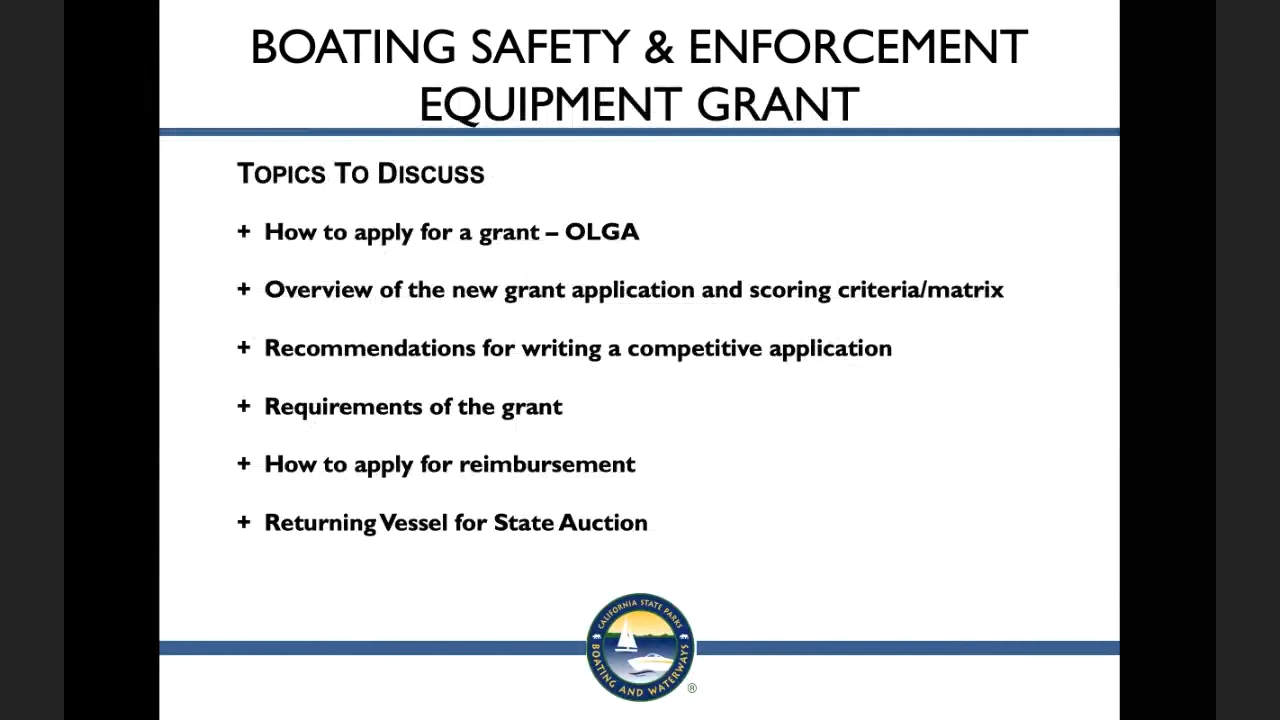 BOATING SAFETY & ENFORCEMENT
EQUIPMENT GRANT
TOPICS TO DISCUSS
+ How to apply for a grant – OLGA
+ Overview of the new grant application and scoring criteria/matrix
+ Recommendations for writing a competitive application
+ Requirements of the grant
+ How to apply for reimbursement
+ Returning Vessel for State Auction
CALIFORNIA STATE PARKS
BOATING AND WATERWAYS
®